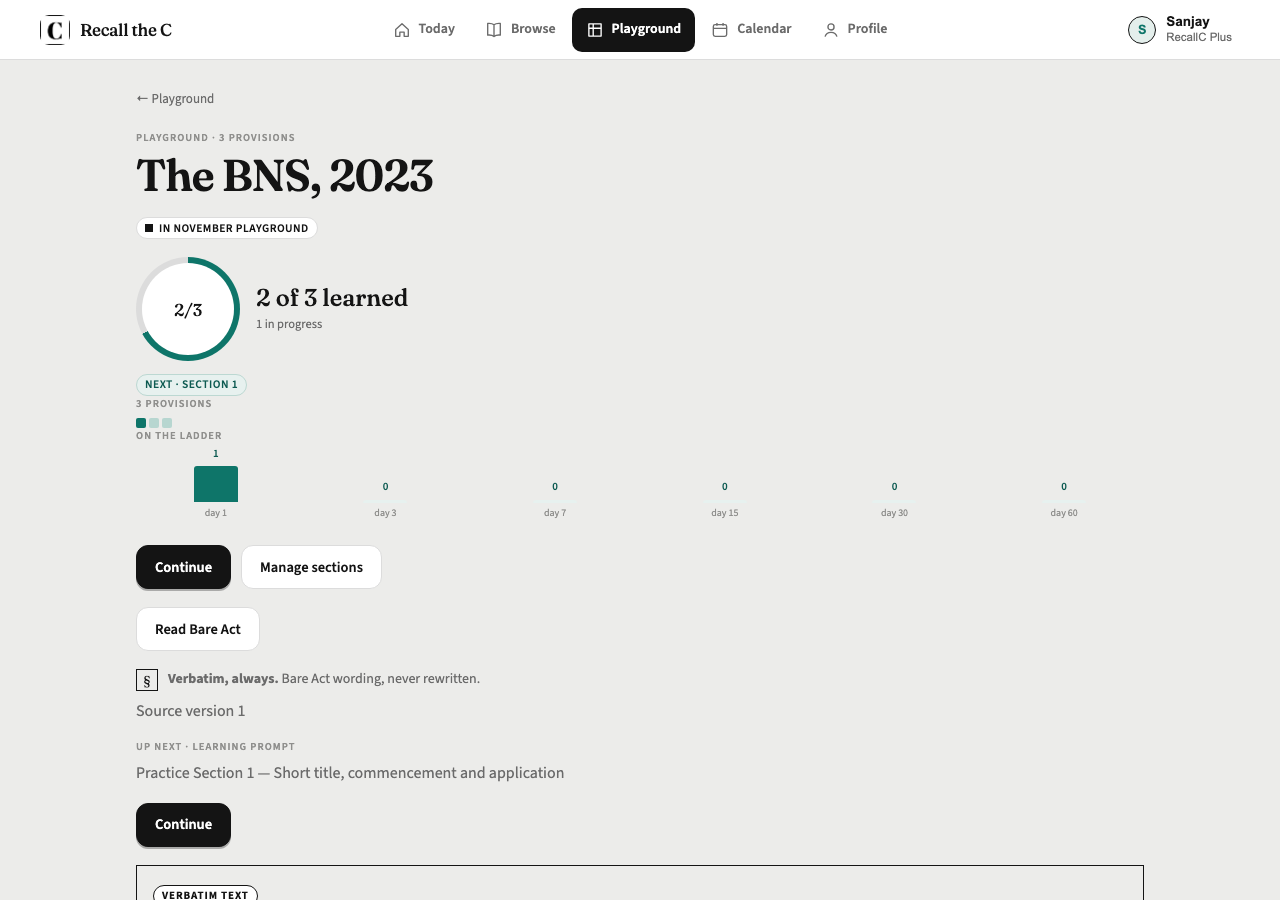 C Recall the C
Today Browse Playground Calendar Profile
S Sanjay
RecallC Plus
← Playground
PLAYGROUND · 3 PROVISIONS
The BNS, 2023
IN NOVEMBER PLAYGROUND
2/3
2 of 3 learned
1 in progress
NEXT · SECTION 1
3 PROVISIONS
ON THE LADDER
1 0 0 0 0 0
day 1 day 3 day 7 day 15 day 30 day 60
Continue Manage sections
Read Bare Act
§ Verbatim, always. Bare Act wording, never rewritten.
Source version 1
UP NEXT · LEARNING PROMPT
Practice Section 1 — Short title, commencement and application
Continue
VERBATIM TEXT